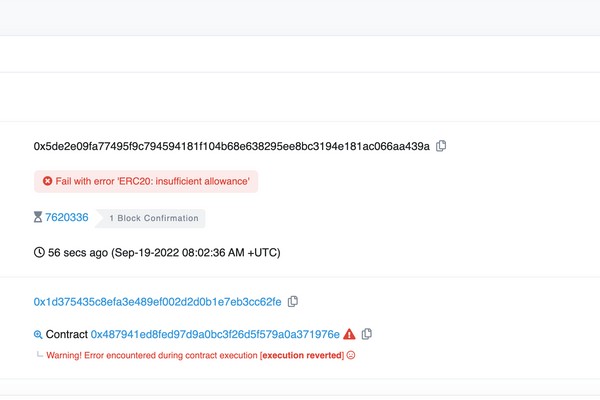 0x5de2e09fa77495f9c794594181f104b68e638295ee8bc3194e181ac066aa439a
Fail with error 'ERC20: insufficient allowance'
7620336 1 Block Confirmation
56 secs ago (Sep-19-2022 08:02:36 AM +UTC)
0x1d375435c8efa3e489ef002d2d0b1e7eb3cc62fe
Contract 0x487941ed8fed97d9a0bc3f26d5f579a0a371976e
Warning! Error encountered during contract execution [execution reverted]